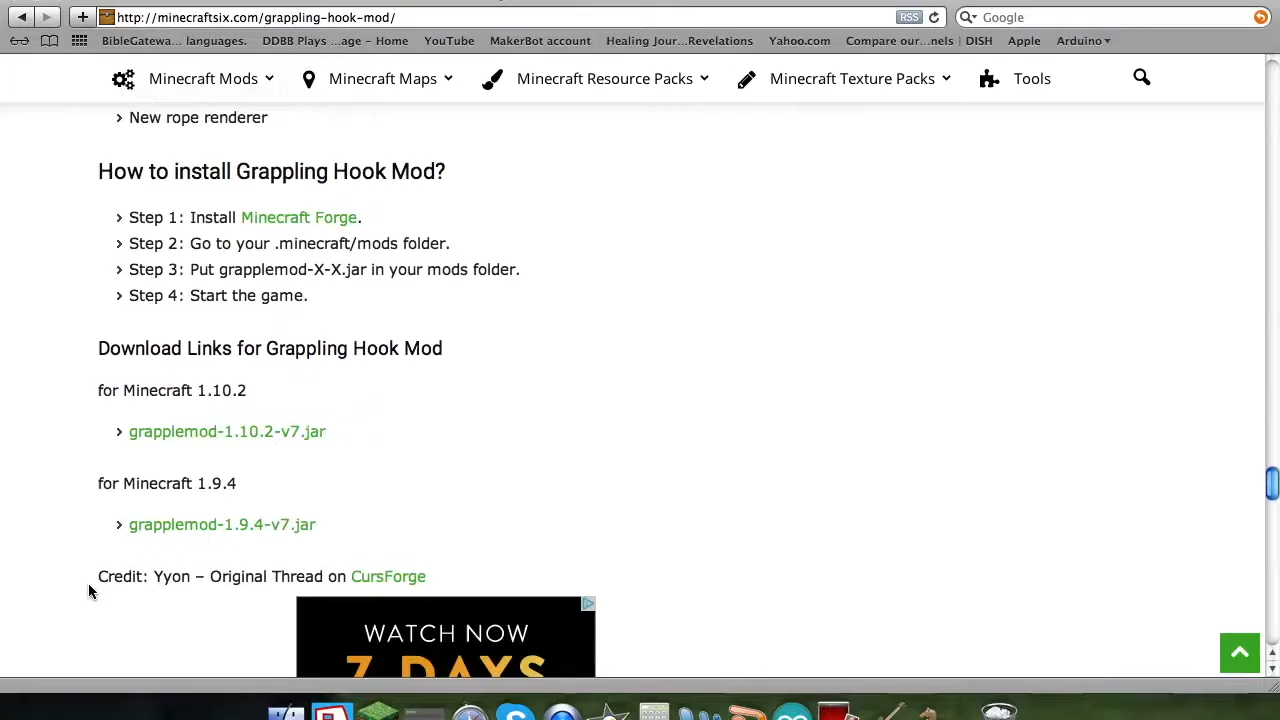 http://minecraftsix.com/grappling-hook-mod/
RSS
Google
BibleGatewa... languages.
DDBB Plays ...age - Home
YouTube
MakerBot account
Healing Jour...Revelations
Yahoo.com
Compare our...nels | DISH
Apple
Arduino
Minecraft Mods
Minecraft Maps
Minecraft Resource Packs
Minecraft Texture Packs
Tools
New rope renderer
How to install Grappling Hook Mod?
Step 1: Install Minecraft Forge.
Step 2: Go to your .minecraft/mods folder.
Step 3: Put grapplemod-X-X.jar in your mods folder.
Step 4: Start the game.
Download Links for Grappling Hook Mod
for Minecraft 1.10.2
grapplemod-1.10.2-v7.jar
for Minecraft 1.9.4
grapplemod-1.9.4-v7.jar
Credit: Yyon – Original Thread on CursForge
WATCH NOW
7 DAYS